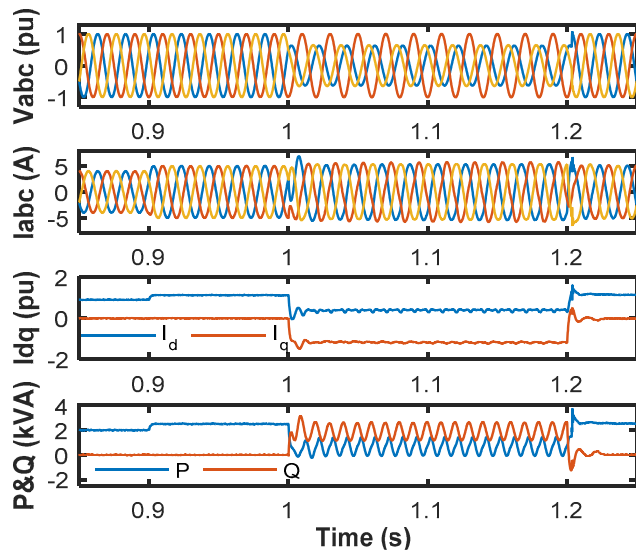 Vabc (pu)
1
0
-1
0.9 1 1.1 1.2
Iabc (A)
5
0
-5
0.9 1 1.1 1.2
Idq (pu)
2
0
-2
I_d I_q
0.9 1 1.1 1.2
P&Q (kVA)
4
2
0
-2
P Q
0.9 1 1.1 1.2
Time (s)